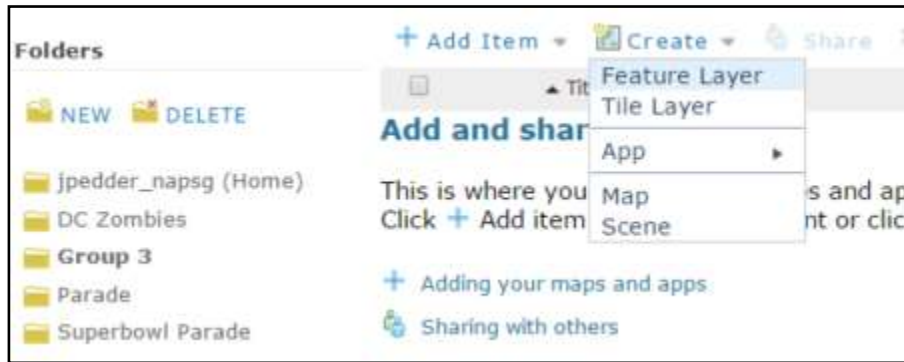 Folders
NEW DELETE
jpedder_napsg (Home)
DC Zombies
Group 3
Parade
Superbowl Parade
+ Add Item Create Share
Tit
Feature Layer
Tile Layer
App
Map
Scene
Add and shar
This is where you s and ap
Click + Add item nt or clic
+ Adding your maps and apps
Sharing with others